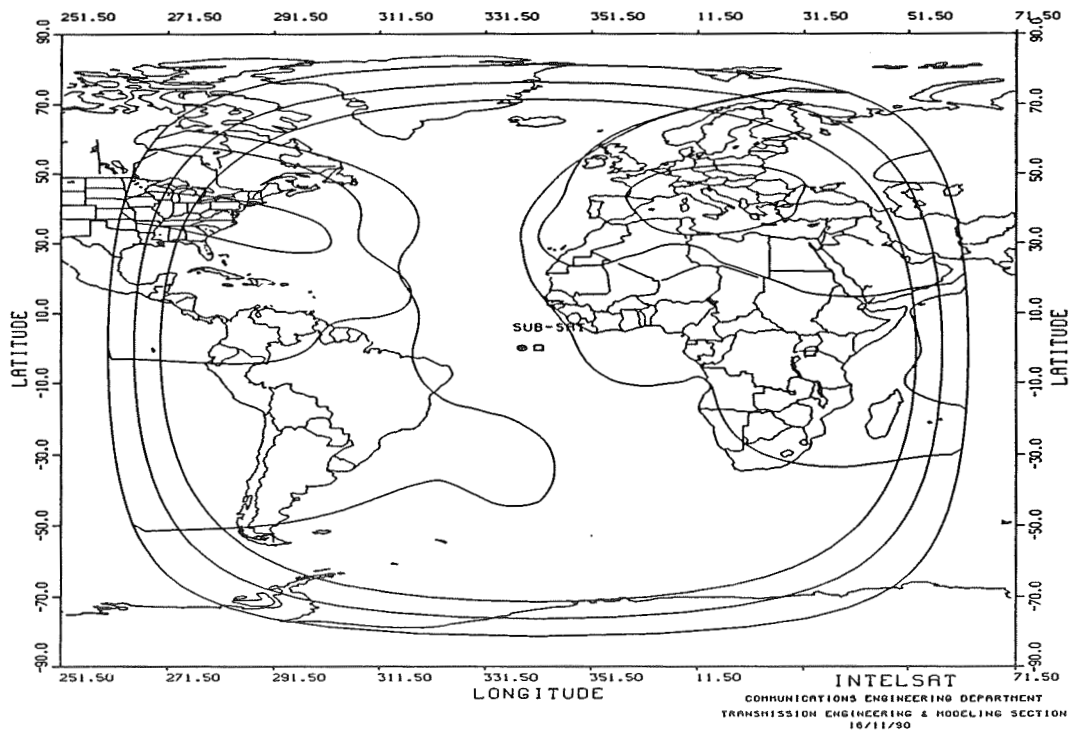 251.50 271.50 291.50 311.50 331.50 351.50 11.50 31.50 51.50 71.50
90.0 90.0
70.0 70.0
50.0 50.0
30.0 30.0
10.0 10.0
SUB-SAT
LATITUDE LATITUDE
-10.0 -10.0
-30.0 -30.0
-50.0 -50.0
-70.0 -70.0
-90.0 -90.0
251.50 271.50 291.50 311.50 331.50 351.50 11.50 INTELSAT 71.50
LONGITUDE
COMMUNICATIONS ENGINEERING DEPARTMENT
TRANSMISSION ENGINEERING & MODELING SECTION
16/11/90